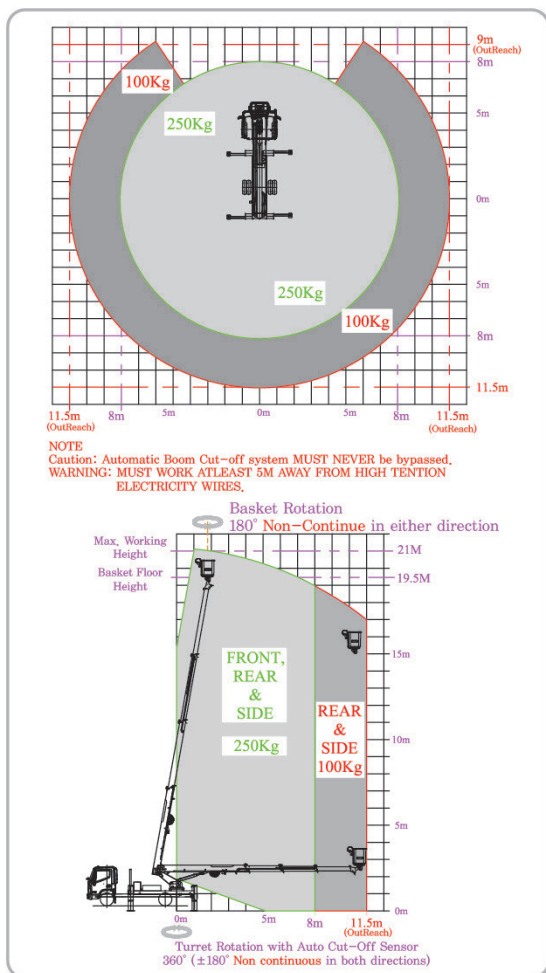 9m
(OutReach)
8m
100Kg
250Kg
5m
0m
250Kg
5m
100Kg
8m
11.5m
11.5m
(OutReach)
8m
5m
0m
5m
8m
11.5m
(OutReach)
NOTE
Caution: Automatic Boom Cut-off system MUST NEVER be bypassed.
WARNING: MUST WORK ATLEAST 5M AWAY FROM HIGH TENTION
ELECTRICITY WIRES.
Basket Rotation
180° Non-Continue in either direction
Max. Working
Height
21M
Basket Floor
Height
19.5M
15m
FRONT,
REAR
&
SIDE
250Kg
REAR
&
SIDE
100Kg
10m
5m
0m
0m
5m
8m
11.5m
(OutReach)
Turret Rotation with Auto Cut-Off Sensor
360° (±180° Non continuous in both directions)